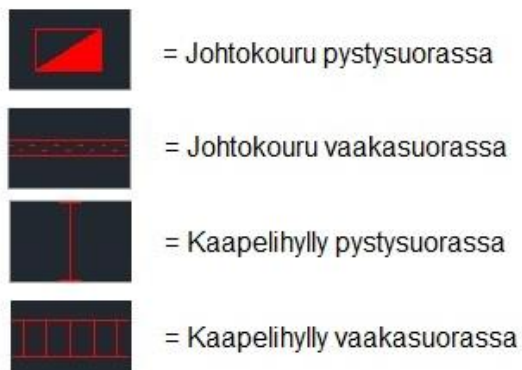 = Johtokouru pystysuorassa
= Johtokouru vaakasuorassa
= Kaapelihylly pystysuorassa
= Kaapelihylly vaakasuorassa